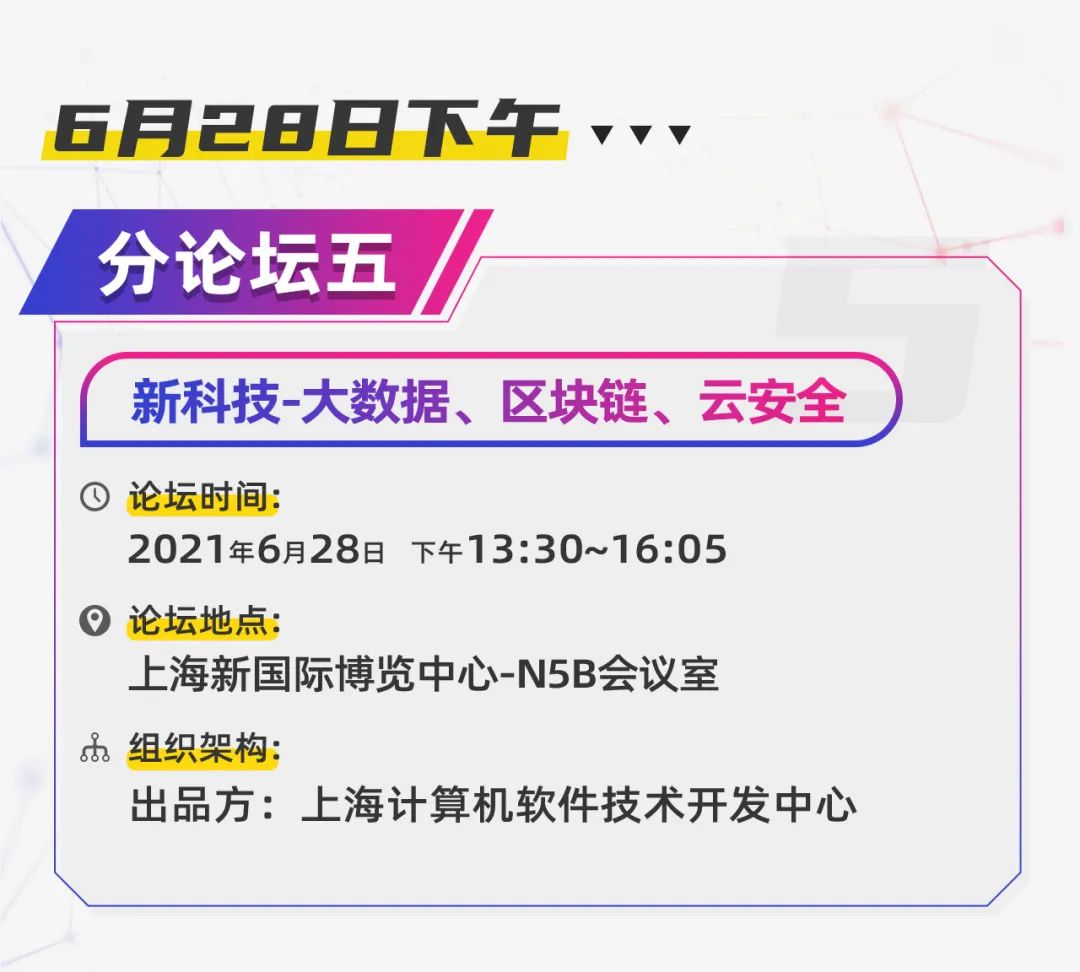 6月28日下午
分论坛五
5
新科技-大数据、区块链、云安全
论坛时间:
2021年6月28日 下午13:30~16:05
论坛地点:
上海新国际博览中心-N5B会议室
组织架构:
出品方：上海计算机软件技术开发中心